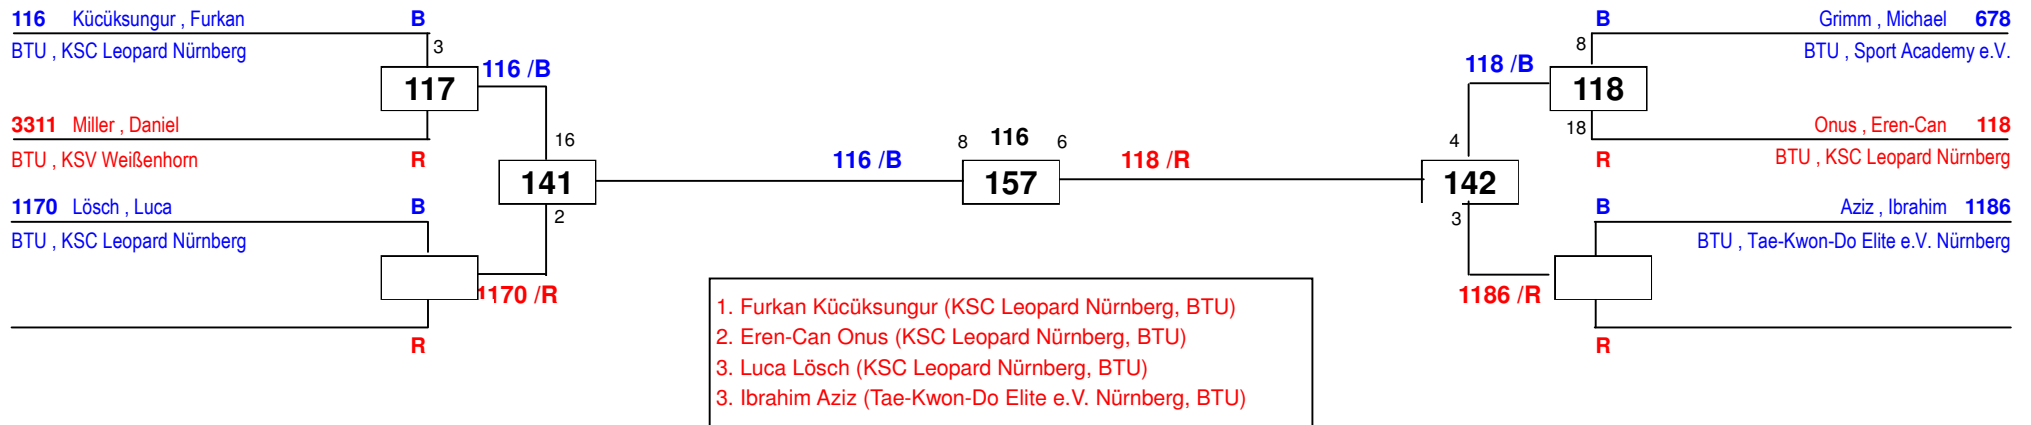 116 Kücüksungur , Furkan B
BTU , KSC Leopard Nürnberg
3
117
116 /B
3311 Miller , Daniel
BTU , KSV Weißenhorn R
16
141
2
1170 Lösch , Luca B
BTU , KSC Leopard Nürnberg
1170 /R
R
116 /B
8 116 6
157
118 /R
B Grimm , Michael 678
8 BTU , Sport Academy e.V.
118 /B
118
18 Onus , Eren-Can 118
R BTU , KSC Leopard Nürnberg
4
142
3
B Aziz , Ibrahim 1186
BTU , Tae-Kwon-Do Elite e.V. Nürnberg
1186 /R
R
1. Furkan Kücüksungur (KSC Leopard Nürnberg, BTU)
2. Eren-Can Onus (KSC Leopard Nürnberg, BTU)
3. Luca Lösch (KSC Leopard Nürnberg, BTU)
3. Ibrahim Aziz (Tae-Kwon-Do Elite e.V. Nürnberg, BTU)